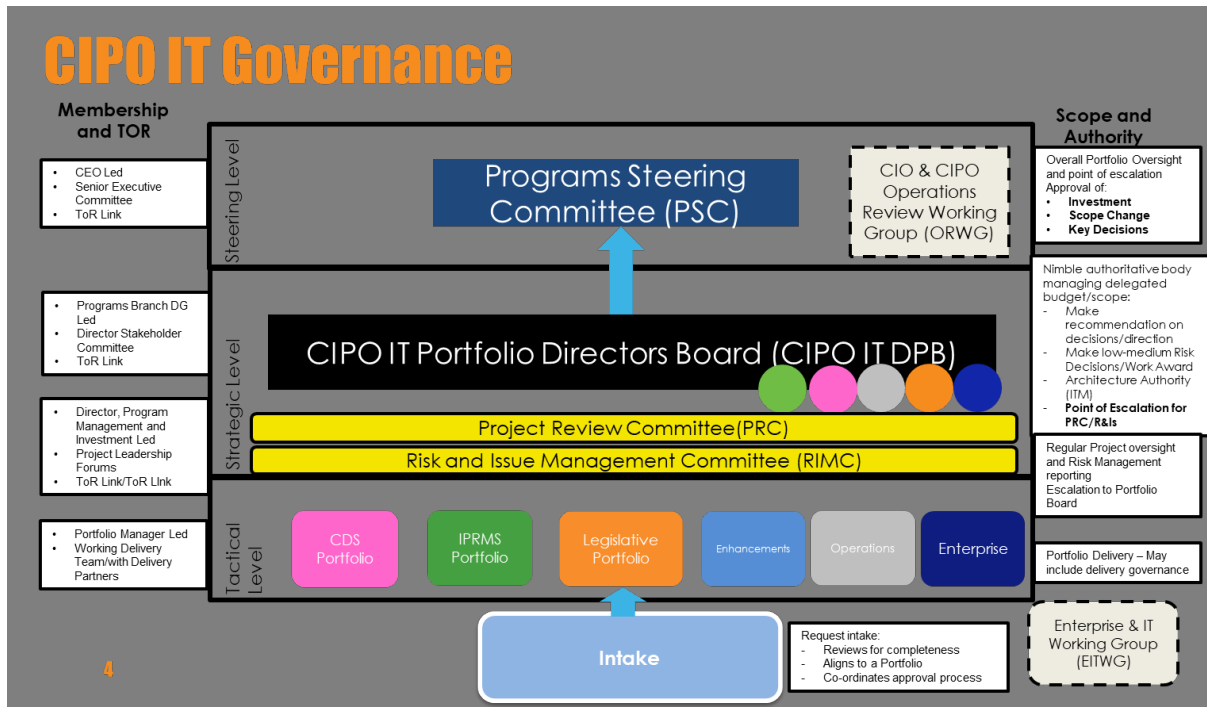 CIPO IT Governance
Membership
and TOR
• CEO Led
• Senior Executive
Committee
• ToR Link
• Programs Branch DG
Led
• Director Stakeholder
Committee
• ToR Link
• Director, Program
Management and
Investment Led
• Project Leadership
Forums
• ToR Link/ToR LInk
• Portfolio Manager Led
• Working Delivery
Team/with Delivery
Partners
Steering Level
Programs Steering
Committee (PSC)
CIO & CIPO
Operations
Review Working
Group (ORWG)
Strategic Level
CIPO IT Portfolio Directors Board (CIPO IT DPB)
Project Review Committee(PRC)
Risk and Issue Management Committee (RIMC)
Tactical
Level
CDS
Portfolio
IPRMS
Portfolio
Legislative
Portfolio
Enhancements
Operations
Enterprise
Intake
Request intake:
- Reviews for completeness
- Aligns to a Portfolio
- Co-ordinates approval process
Scope and
Authority
Overall Portfolio Oversight
and point of escalation
Approval of:
• Investment
• Scope Change
• Key Decisions
Nimble authoritative body
managing delegated
budget/scope:
- Make
recommendation on
decisions/direction
- Make low-medium Risk
Decisions/Work Award
- Architecture Authority
(ITM)
- Point of Escalation for
PRC/R&Is
Regular Project oversight
and Risk Management
reporting
Escalation to Portfolio
Board
Portfolio Delivery – May
include delivery governance
Enterprise & IT
Working Group
(EITWG)
4